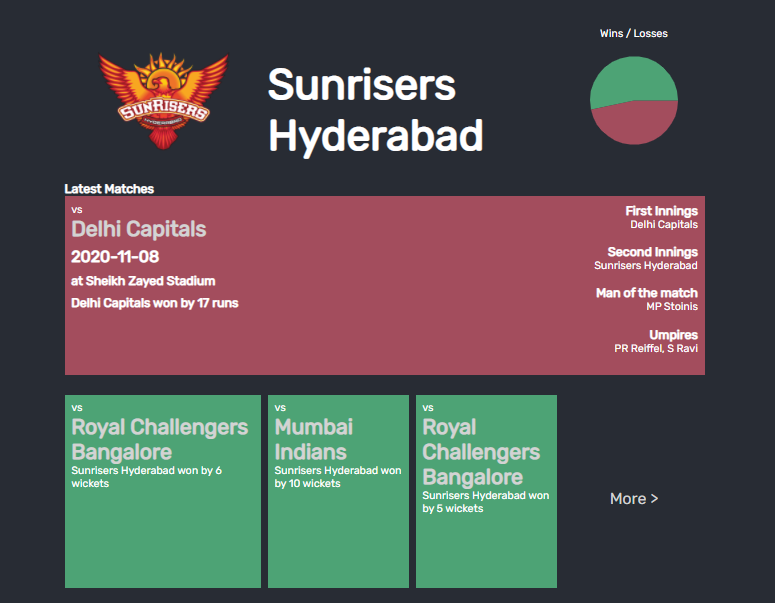 Wins / Losses
SUNRISERS
HYDERABAD
Sunrisers
Hyderabad
Latest Matches
vs
Delhi Capitals
2020-11-08
at Sheikh Zayed Stadium
Delhi Capitals won by 17 runs
First Innings
Delhi Capitals
Second Innings
Sunrisers Hyderabad
Man of the match
MP Stoinis
Umpires
PR Reiffel, S Ravi
vs
Royal Challengers
Bangalore
Sunrisers Hyderabad won by 6
wickets
vs
Mumbai
Indians
Sunrisers Hyderabad won
by 10 wickets
vs
Royal
Challengers
Bangalore
Sunrisers Hyderabad won
by 5 wickets
More >